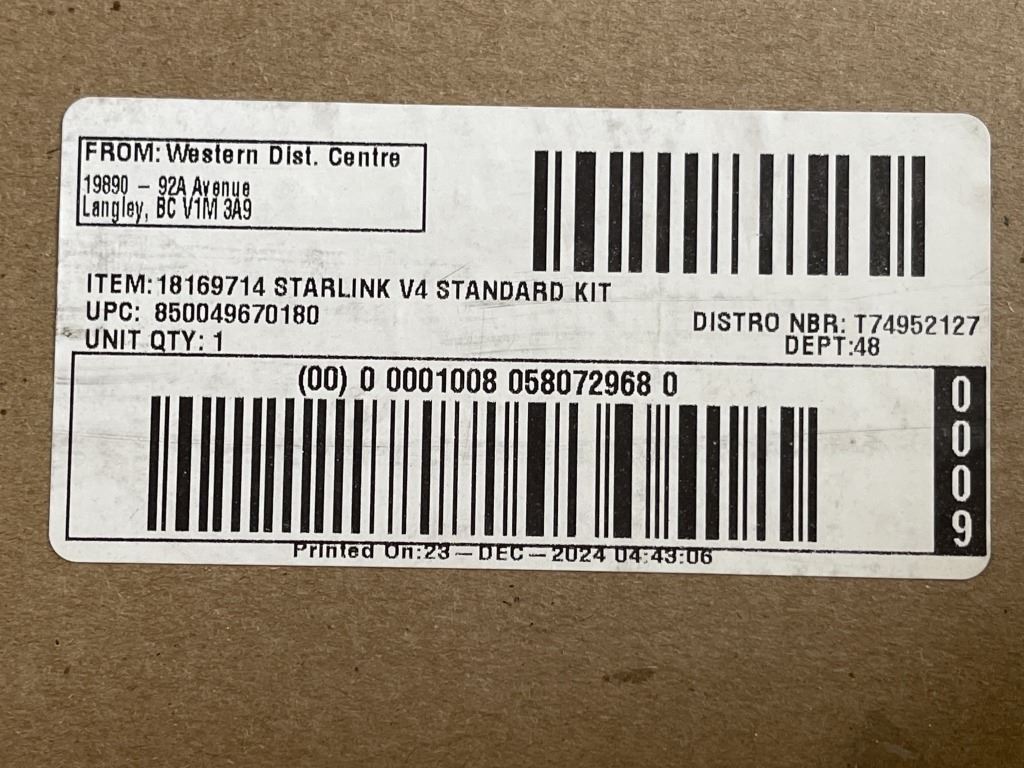 FROM: Western Dist. Centre
19890 – 92A Avenue
Langley, BC V1M 3A9
ITEM:18169714 STARLINK V4 STANDARD KIT
UPC: 850049670180
UNIT QTY: 1
DISTRO NBR: T74952127
DEPT:48
(00) 0 0001008 058072968 0
0009
Printed On:23–DEC–2024 04:43:06